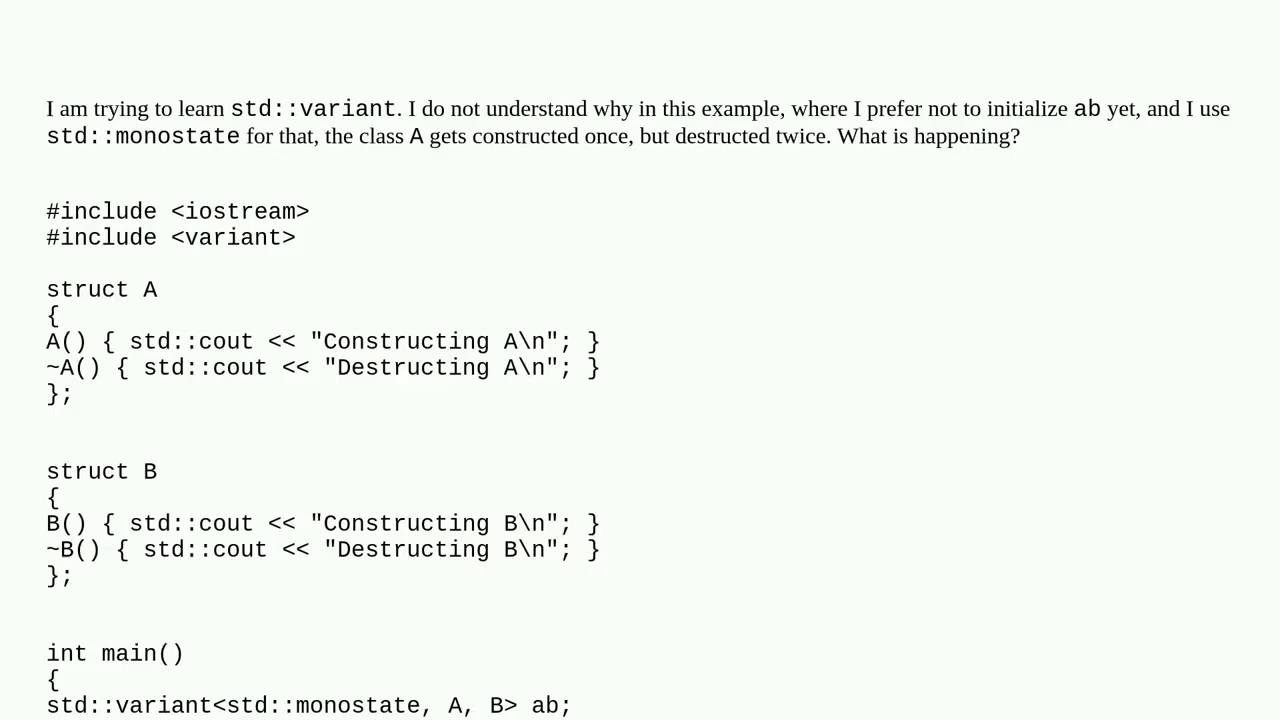 I am trying to learn std::variant. I do not understand why in this example, where I prefer not to initialize ab yet, and I use
std::monostate for that, the class A gets constructed once, but destructed twice. What is happening?
#include <iostream>
#include <variant>
struct A
{
A() { std::cout << "Constructing A\n"; }
~A() { std::cout << "Destructing A\n"; }
};
struct B
{
B() { std::cout << "Constructing B\n"; }
~B() { std::cout << "Destructing B\n"; }
};
int main()
{
std::variant<std::monostate, A, B> ab;